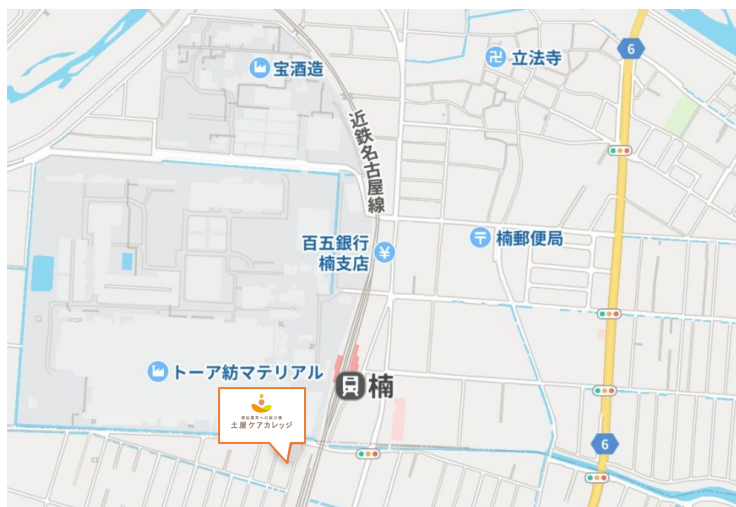 宝酒造
卍 立法寺
6
近鉄名古屋線
百五銀行
楠支店
¥
〒 楠郵便局
トーア紡マテリアル
楠
土屋ケアカレッジ
6